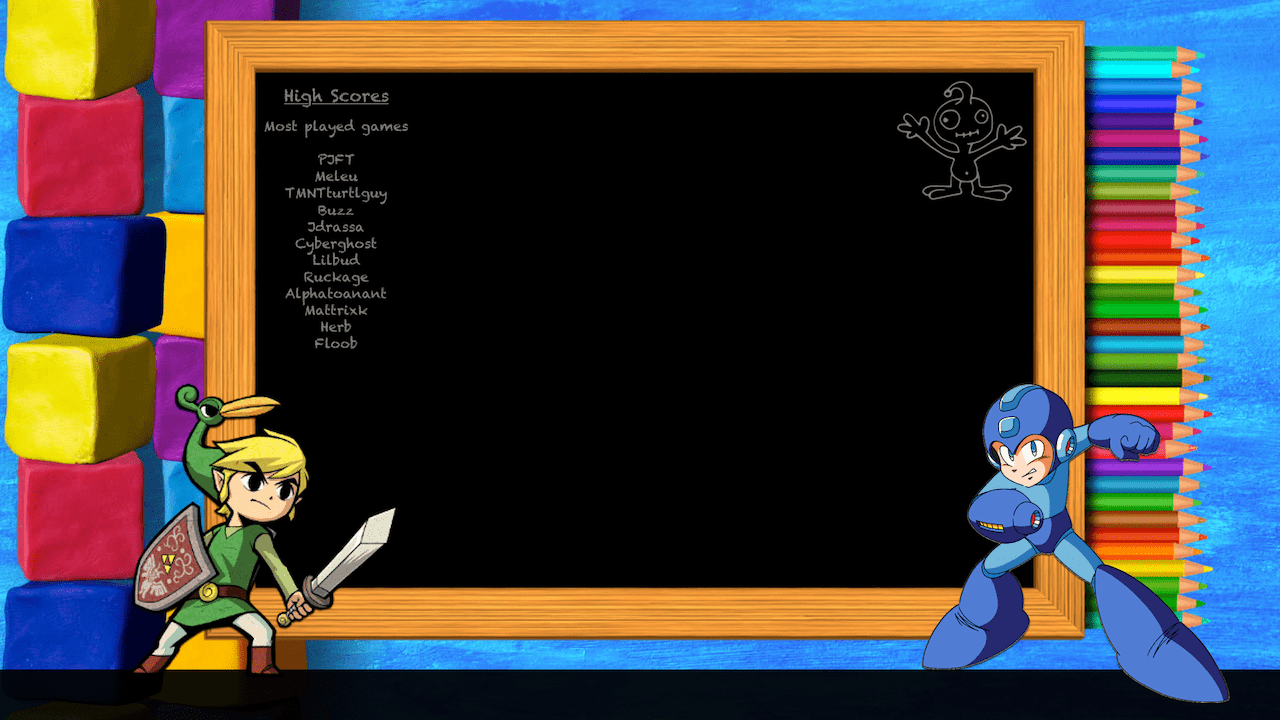 High Scores
Most played games
PJFT
Meleu
TMNTturtlguy
Buzz
Jdrassa
Cyberghost
Lilbud
Ruckage
Alphatoanant
Mattrixk
Herb
Floob